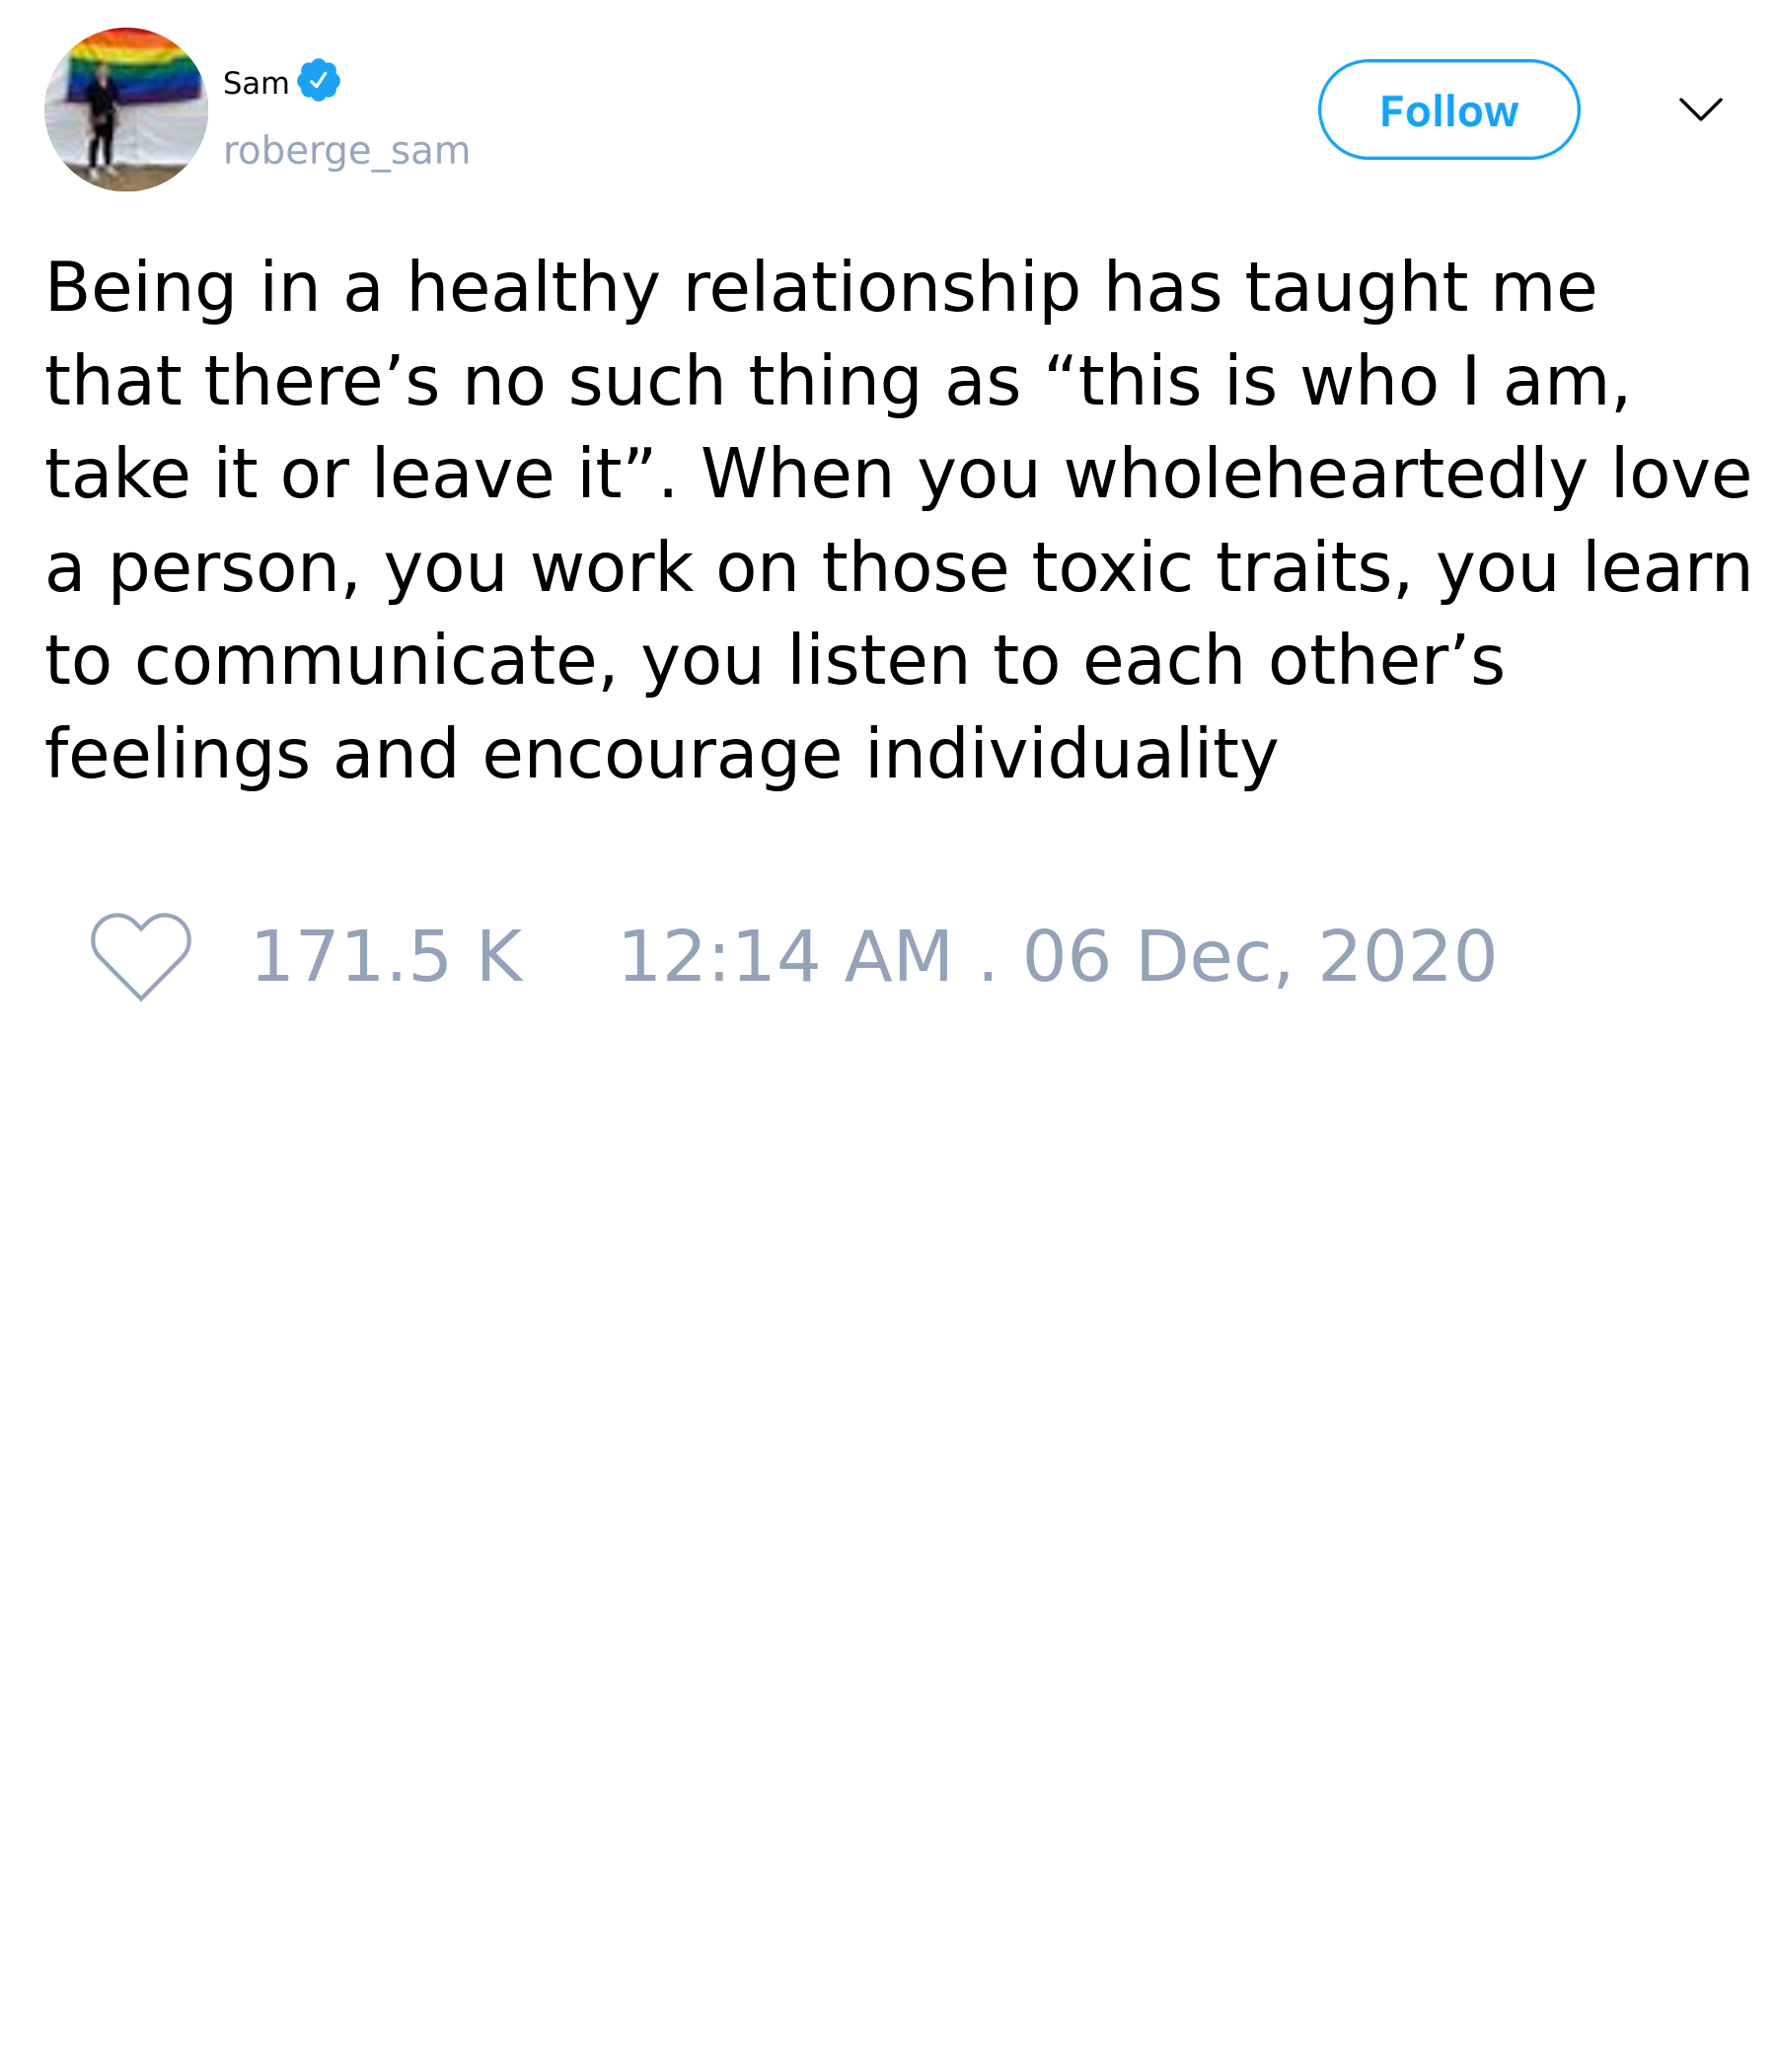 Sam
roberge_sam
Follow
Being in a healthy relationship has taught me
that there’s no such thing as “this is who I am,
take it or leave it”. When you wholeheartedly love
a person, you work on those toxic traits, you learn
to communicate, you listen to each other’s
feelings and encourage individuality
171.5 K 12:14 AM . 06 Dec, 2020